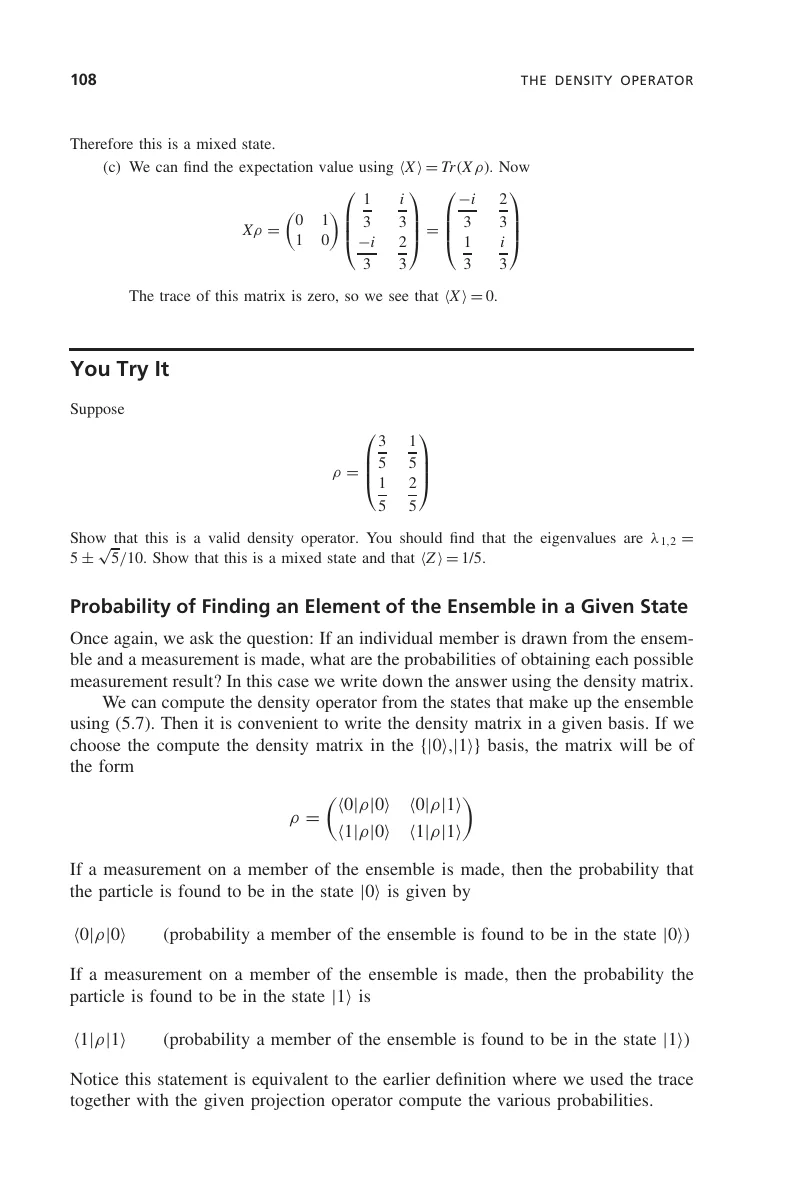 108 THE DENSITY OPERATOR
Therefore this is a mixed state.
(c) We can find the expectation value using ⟨X⟩ = Tr(Xρ). Now
Xρ = (0 1; 1 0) (1/3 i/3; −i/3 2/3) = (−i/3 2/3; 1/3 i/3)
The trace of this matrix is zero, so we see that ⟨X⟩ = 0.
You Try It
Suppose
ρ = (3/5 1/5; 1/5 2/5)
Show that this is a valid density operator. You should find that the eigenvalues are λ₁,₂ =
5 ± √5/10. Show that this is a mixed state and that ⟨Z⟩ = 1/5.
Probability of Finding an Element of the Ensemble in a Given State
Once again, we ask the question: If an individual member is drawn from the ensem-
ble and a measurement is made, what are the probabilities of obtaining each possible
measurement result? In this case we write down the answer using the density matrix.
We can compute the density operator from the states that make up the ensemble
using (5.7). Then it is convenient to write the density matrix in a given basis. If we
choose the compute the density matrix in the {|0⟩,|1⟩} basis, the matrix will be of
the form
ρ = (⟨0|ρ|0⟩ ⟨0|ρ|1⟩; ⟨1|ρ|0⟩ ⟨1|ρ|1⟩)
If a measurement on a member of the ensemble is made, then the probability that
the particle is found to be in the state |0⟩ is given by
⟨0|ρ|0⟩ (probability a member of the ensemble is found to be in the state |0⟩)
If a measurement on a member of the ensemble is made, then the probability the
particle is found to be in the state |1⟩ is
⟨1|ρ|1⟩ (probability a member of the ensemble is found to be in the state |1⟩)
Notice this statement is equivalent to the earlier definition where we used the trace
together with the given projection operator compute the various probabilities.